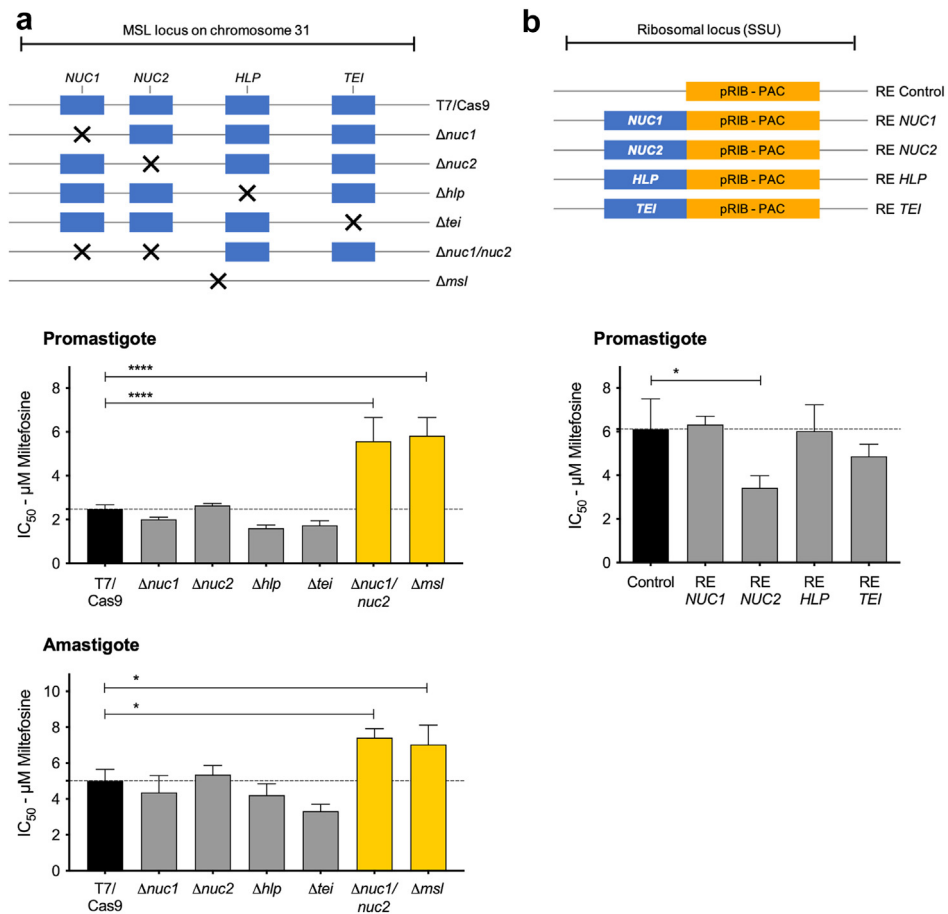 a
MSL locus on chromosome 31
NUC1 NUC2 HLP TEI
T7/Cas9
Δnuc1
Δnuc2
Δhlp
Δtei
Δnuc1/nuc2
Δmsl
Promastigote
IC50 - µM Miltefosine
8
6
4
2
0
****
****
T7/
Cas9
Δnuc1
Δnuc2
Δhlp
Δtei
Δnuc1/
nuc2
Δmsl
Amastigote
IC50 - µM Miltefosine
10
8
6
4
2
0
*
*
T7/
Cas9
Δnuc1
Δnuc2
Δhlp
Δtei
Δnuc1/
nuc2
Δmsl
b
Ribosomal locus (SSU)
pRIB - PAC RE Control
NUC1 pRIB - PAC RE NUC1
NUC2 pRIB - PAC RE NUC2
HLP pRIB - PAC RE HLP
TEI pRIB - PAC RE TEI
Promastigote
IC50 - µM Miltefosine
8
6
4
2
0
*
Control
RE
NUC1
RE
NUC2
RE
HLP
RE
TEI